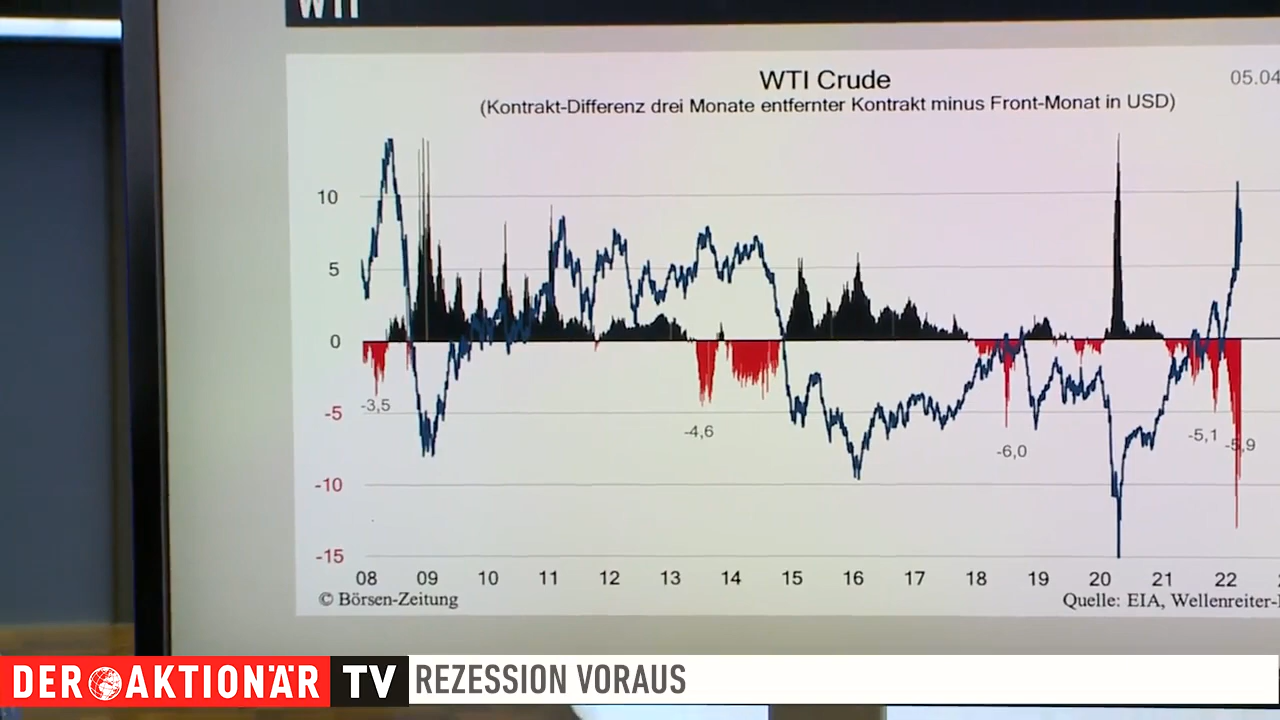 WTI
WTI Crude
05.04
(Kontrakt-Differenz drei Monate entfernter Kontrakt minus Front-Monat in USD)
10
5
0
-5
-10
-15
-3,5
-4,6
-6,0
-5,1
-5,9
08 09 10 11 12 13 14 15 16 17 18 19 20 21 22
© Börsen-Zeitung
Quelle: EIA, Wellenreiter-
DER AKTIONÄR TV
REZESSION VORAUS